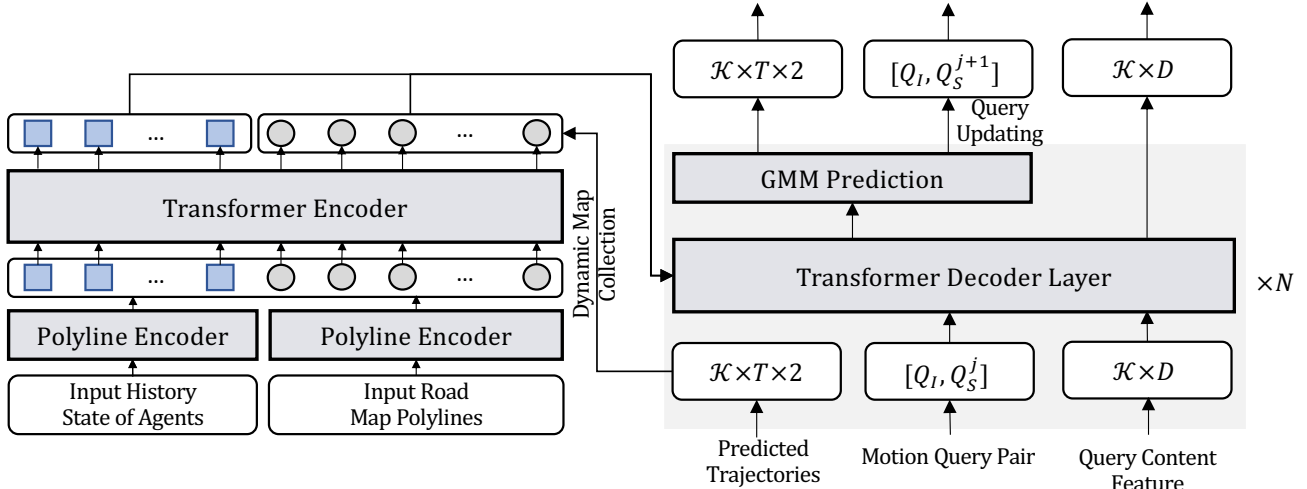 𝒦×T×2
[Q_I, Q_S^{j+1}]
𝒦×D
Query
Updating
...
...
GMM Prediction
Transformer Encoder
Dynamic Map
Collection
Transformer Decoder Layer
×N
...
...
Polyline Encoder
Polyline Encoder
𝒦×T×2
[Q_I, Q_S^j]
𝒦×D
Input History
State of Agents
Input Road
Map Polylines
Predicted
Trajectories
Motion Query Pair
Query Content
Feature